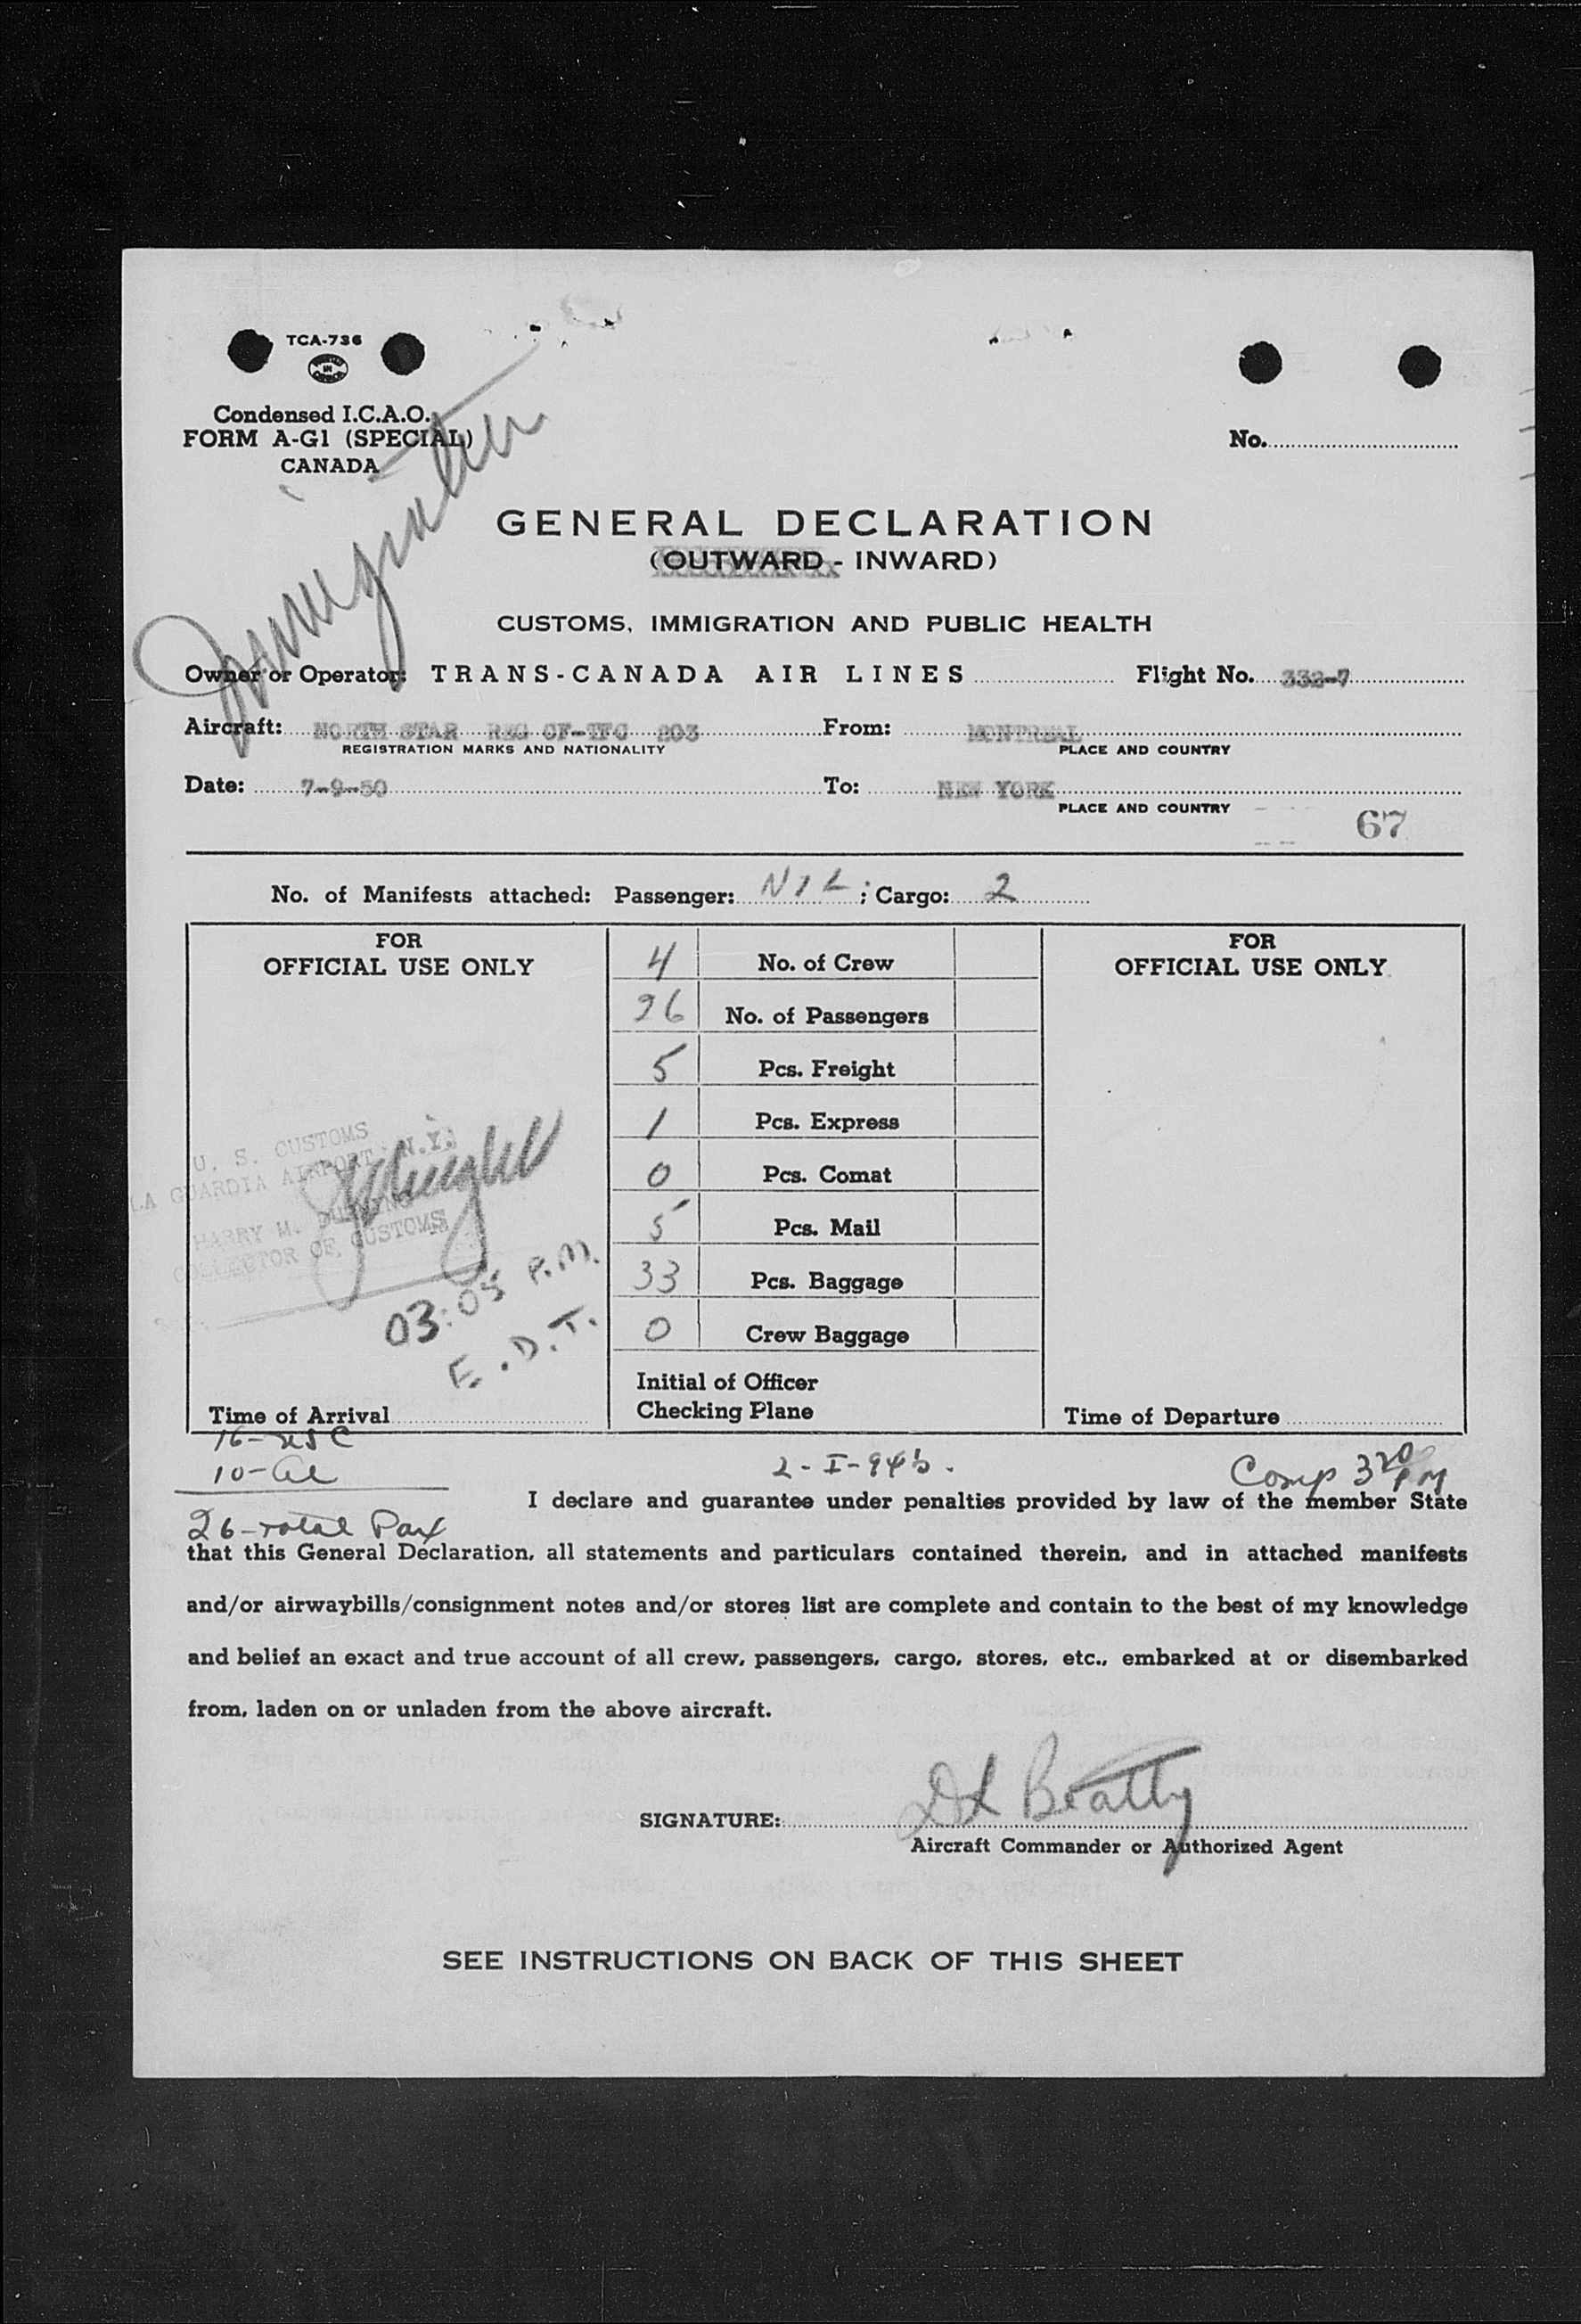 TCA-736
Condensed I.C.A.O.
FORM A-G1 (SPECIAL)
CANADA
No.
Immigration
GENERAL DECLARATION
(OUTWARD - INWARD)
CUSTOMS, IMMIGRATION AND PUBLIC HEALTH
Owner or Operator: TRANS-CANADA AIR LINES Flight No. 332-7
Aircraft: NORTH STAR REG CF-TFC 203 From: MONTREAL
REGISTRATION MARKS AND NATIONALITY PLACE AND COUNTRY
Date: 7-9-50 To: NEW YORK
PLACE AND COUNTRY
67
No. of Manifests attached: Passenger: NIL; Cargo: 2
FOR OFFICIAL USE ONLY
4 No. of Crew
26 No. of Passengers
5 Pcs. Freight
1 Pcs. Express
0 Pcs. Comat
5 Pcs. Mail
33 Pcs. Baggage
0 Crew Baggage
Initial of Officer
Checking Plane
FOR OFFICIAL USE ONLY
U. S. CUSTOMS
LA GUARDIA AIRPORT N.Y.
HARRY M. DURNING
COLLECTOR OF CUSTOMS
03:05 P.M.
E.D.T.
Time of Arrival
Time of Departure
16-USC
10-Al
26-total Pax
2-I-94's.
Comp 3 20 PM
I declare and guarantee under penalties provided by law of the member State
that this General Declaration, all statements and particulars contained therein, and in attached manifests
and/or airwaybills/consignment notes and/or stores list are complete and contain to the best of my knowledge
and belief an exact and true account of all crew, passengers, cargo, stores, etc., embarked at or disembarked
from, laden on or unladen from the above aircraft.
SIGNATURE: DL Beatty
Aircraft Commander or Authorized Agent
SEE INSTRUCTIONS ON BACK OF THIS SHEET